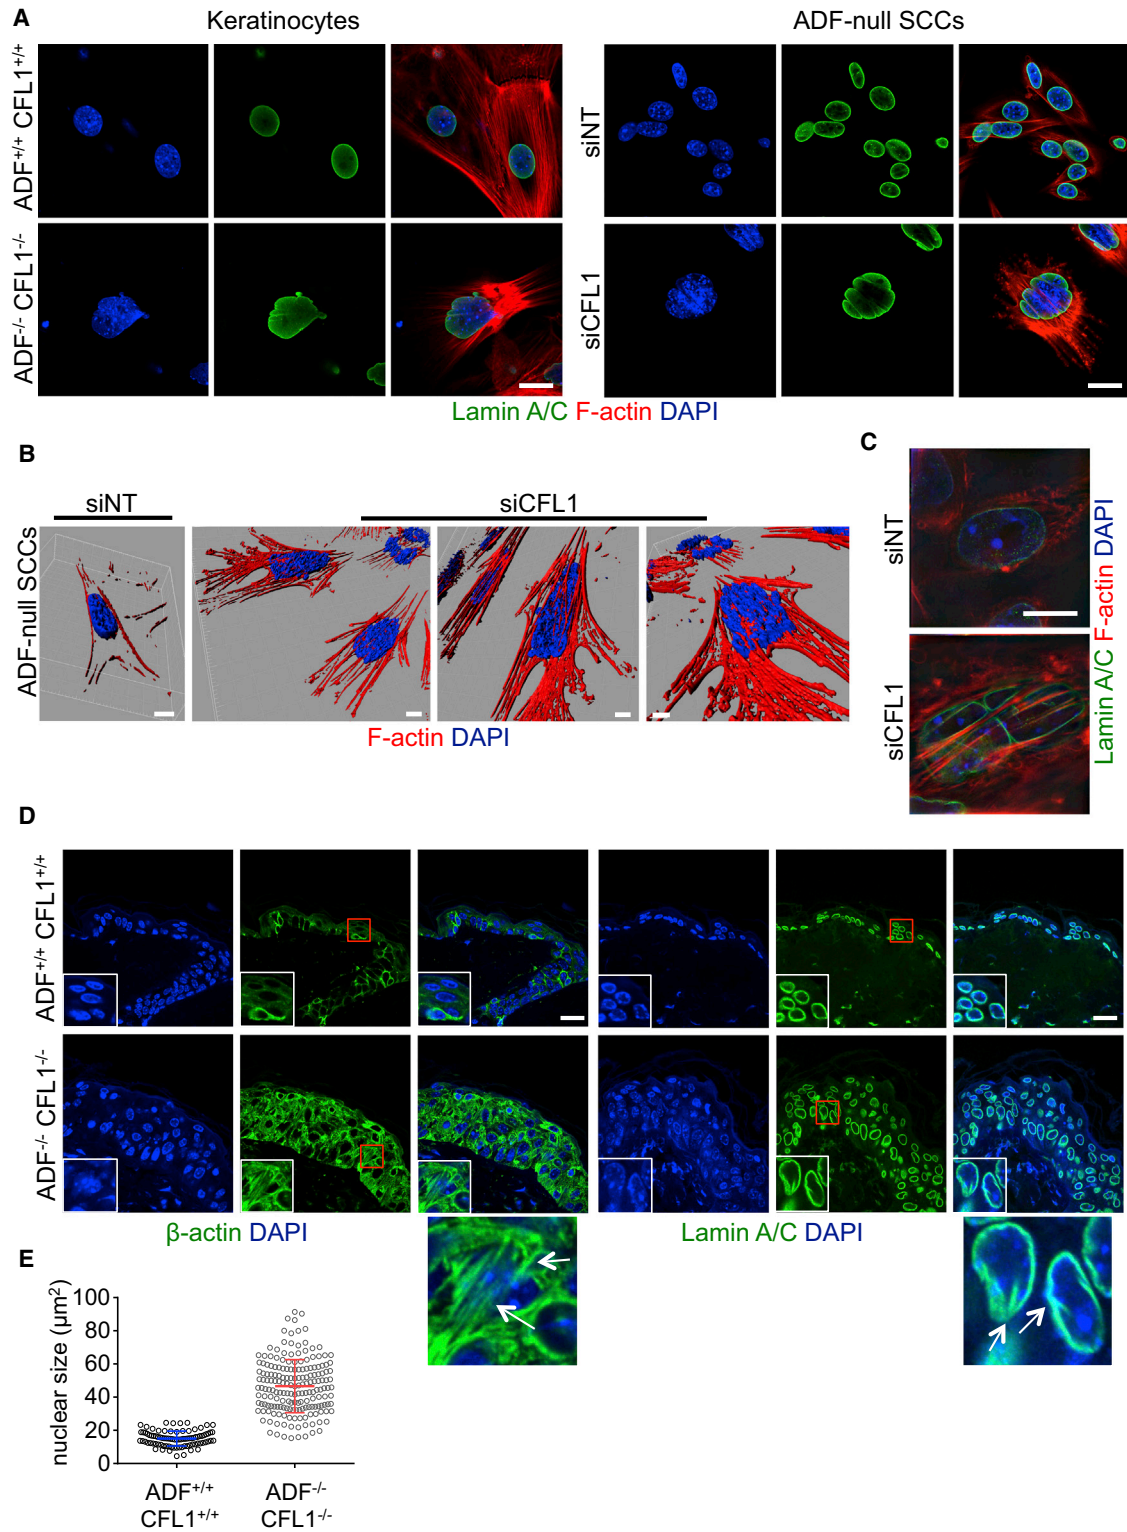 A
Keratinocytes
ADF-null SCCs
ADF+/+ CFL1+/+
siNT
ADF-/- CFL1-/-
siCFL1
Lamin A/C F-actin DAPI
B
siNT
siCFL1
ADF-null SCCs
F-actin DAPI
C
siNT
siCFL1
Lamin A/C F-actin DAPI
D
ADF+/+ CFL1+/+
ADF-/- CFL1-/-
β-actin DAPI
Lamin A/C DAPI
E
nuclear size (µm²)
100
80
60
40
20
0
ADF+/+
CFL1+/+
ADF-/-
CFL1-/-